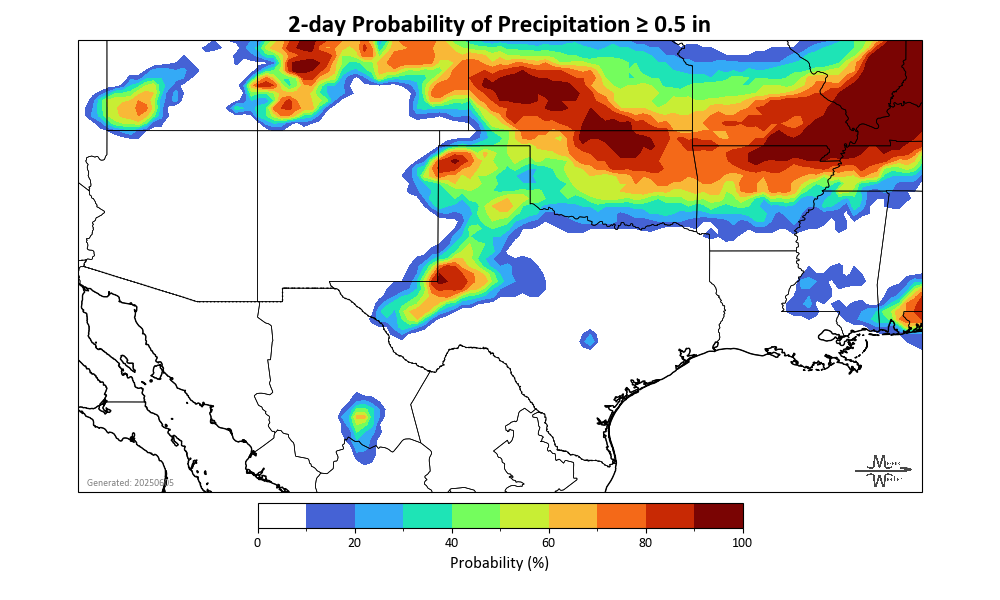 2-day Probability of Precipitation ≥ 0.5 in
Generated: 20250605
0 20 40 60 80 100
Probability (%)